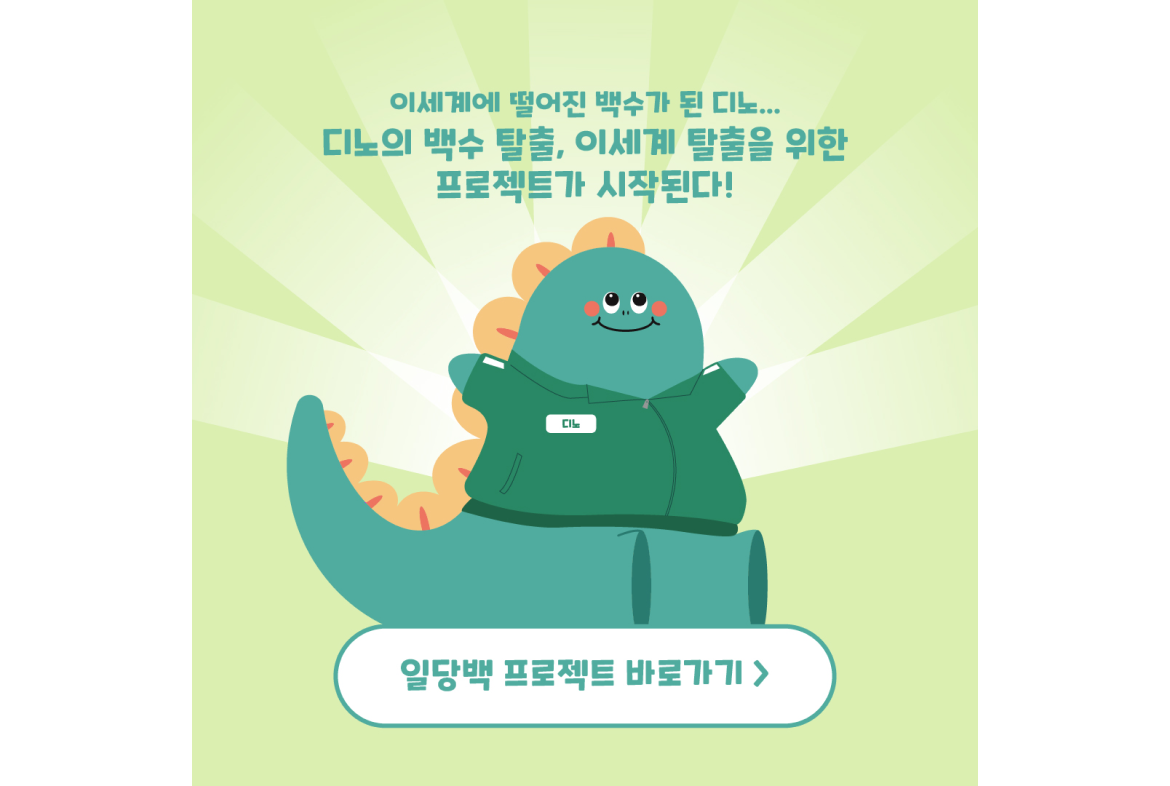 이세계에 떨어진 백수가 된 디노...
디노의 백수 탈출, 이세계 탈출을 위한
프로젝트가 시작된다!
디노
일당백 프로젝트 바로가기 >